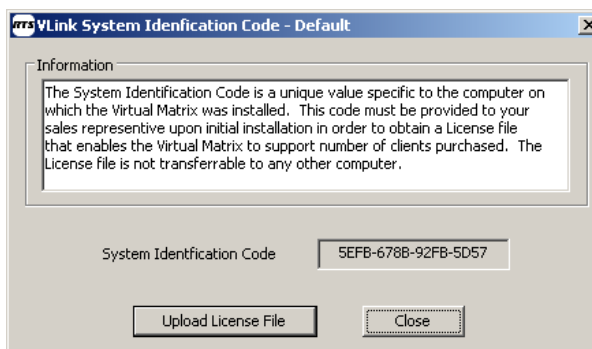 RTS VLink System Idenfication Code - Default
Information
The System Identification Code is a unique value specific to the computer on
which the Virtual Matrix was installed. This code must be provided to your
sales representive upon initial installation in order to obtain a License file
that enables the Virtual Matrix to support number of clients purchased. The
License file is not transferrable to any other computer.
System Identfication Code 5EFB-678B-92FB-5D57
Upload License File Close